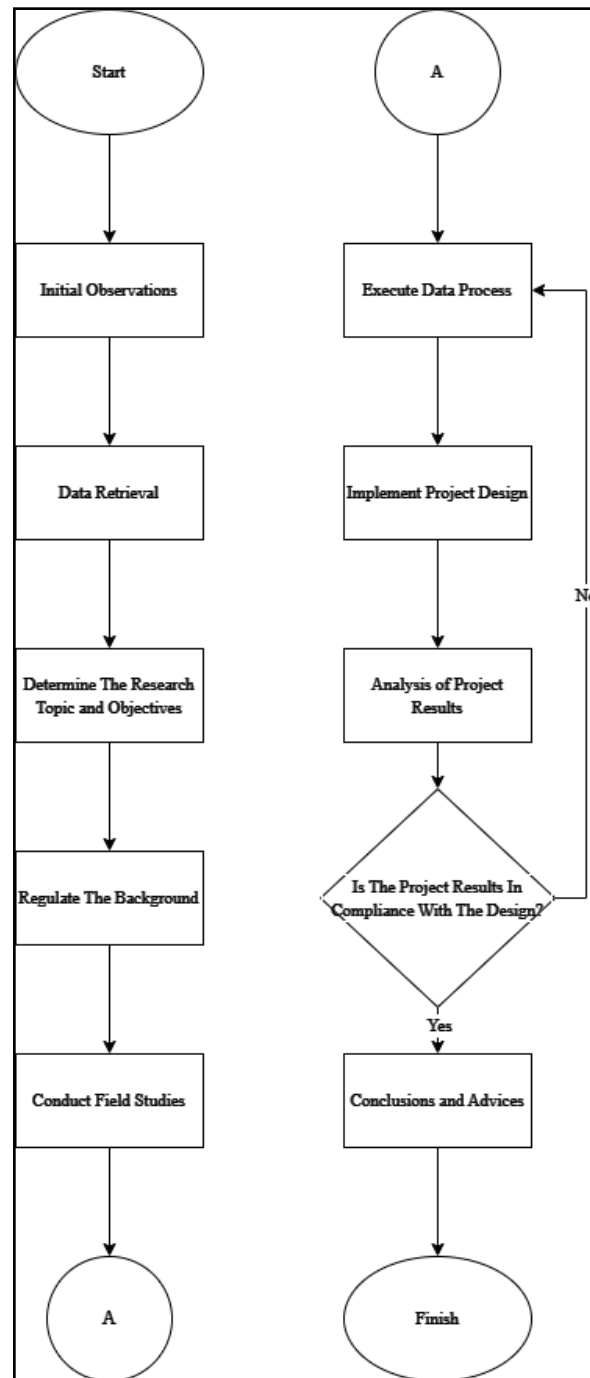 Start
Initial Observations
Data Retrieval
Determine The Research
Topic and Objectives
Regulate The Background
Conduct Field Studies
A
A
Execute Data Process
Implement Project Design
Analysis of Project
Results
Is The Project Results In
Compliance With The Design?
Yes
Conclusions and Advices
Finish